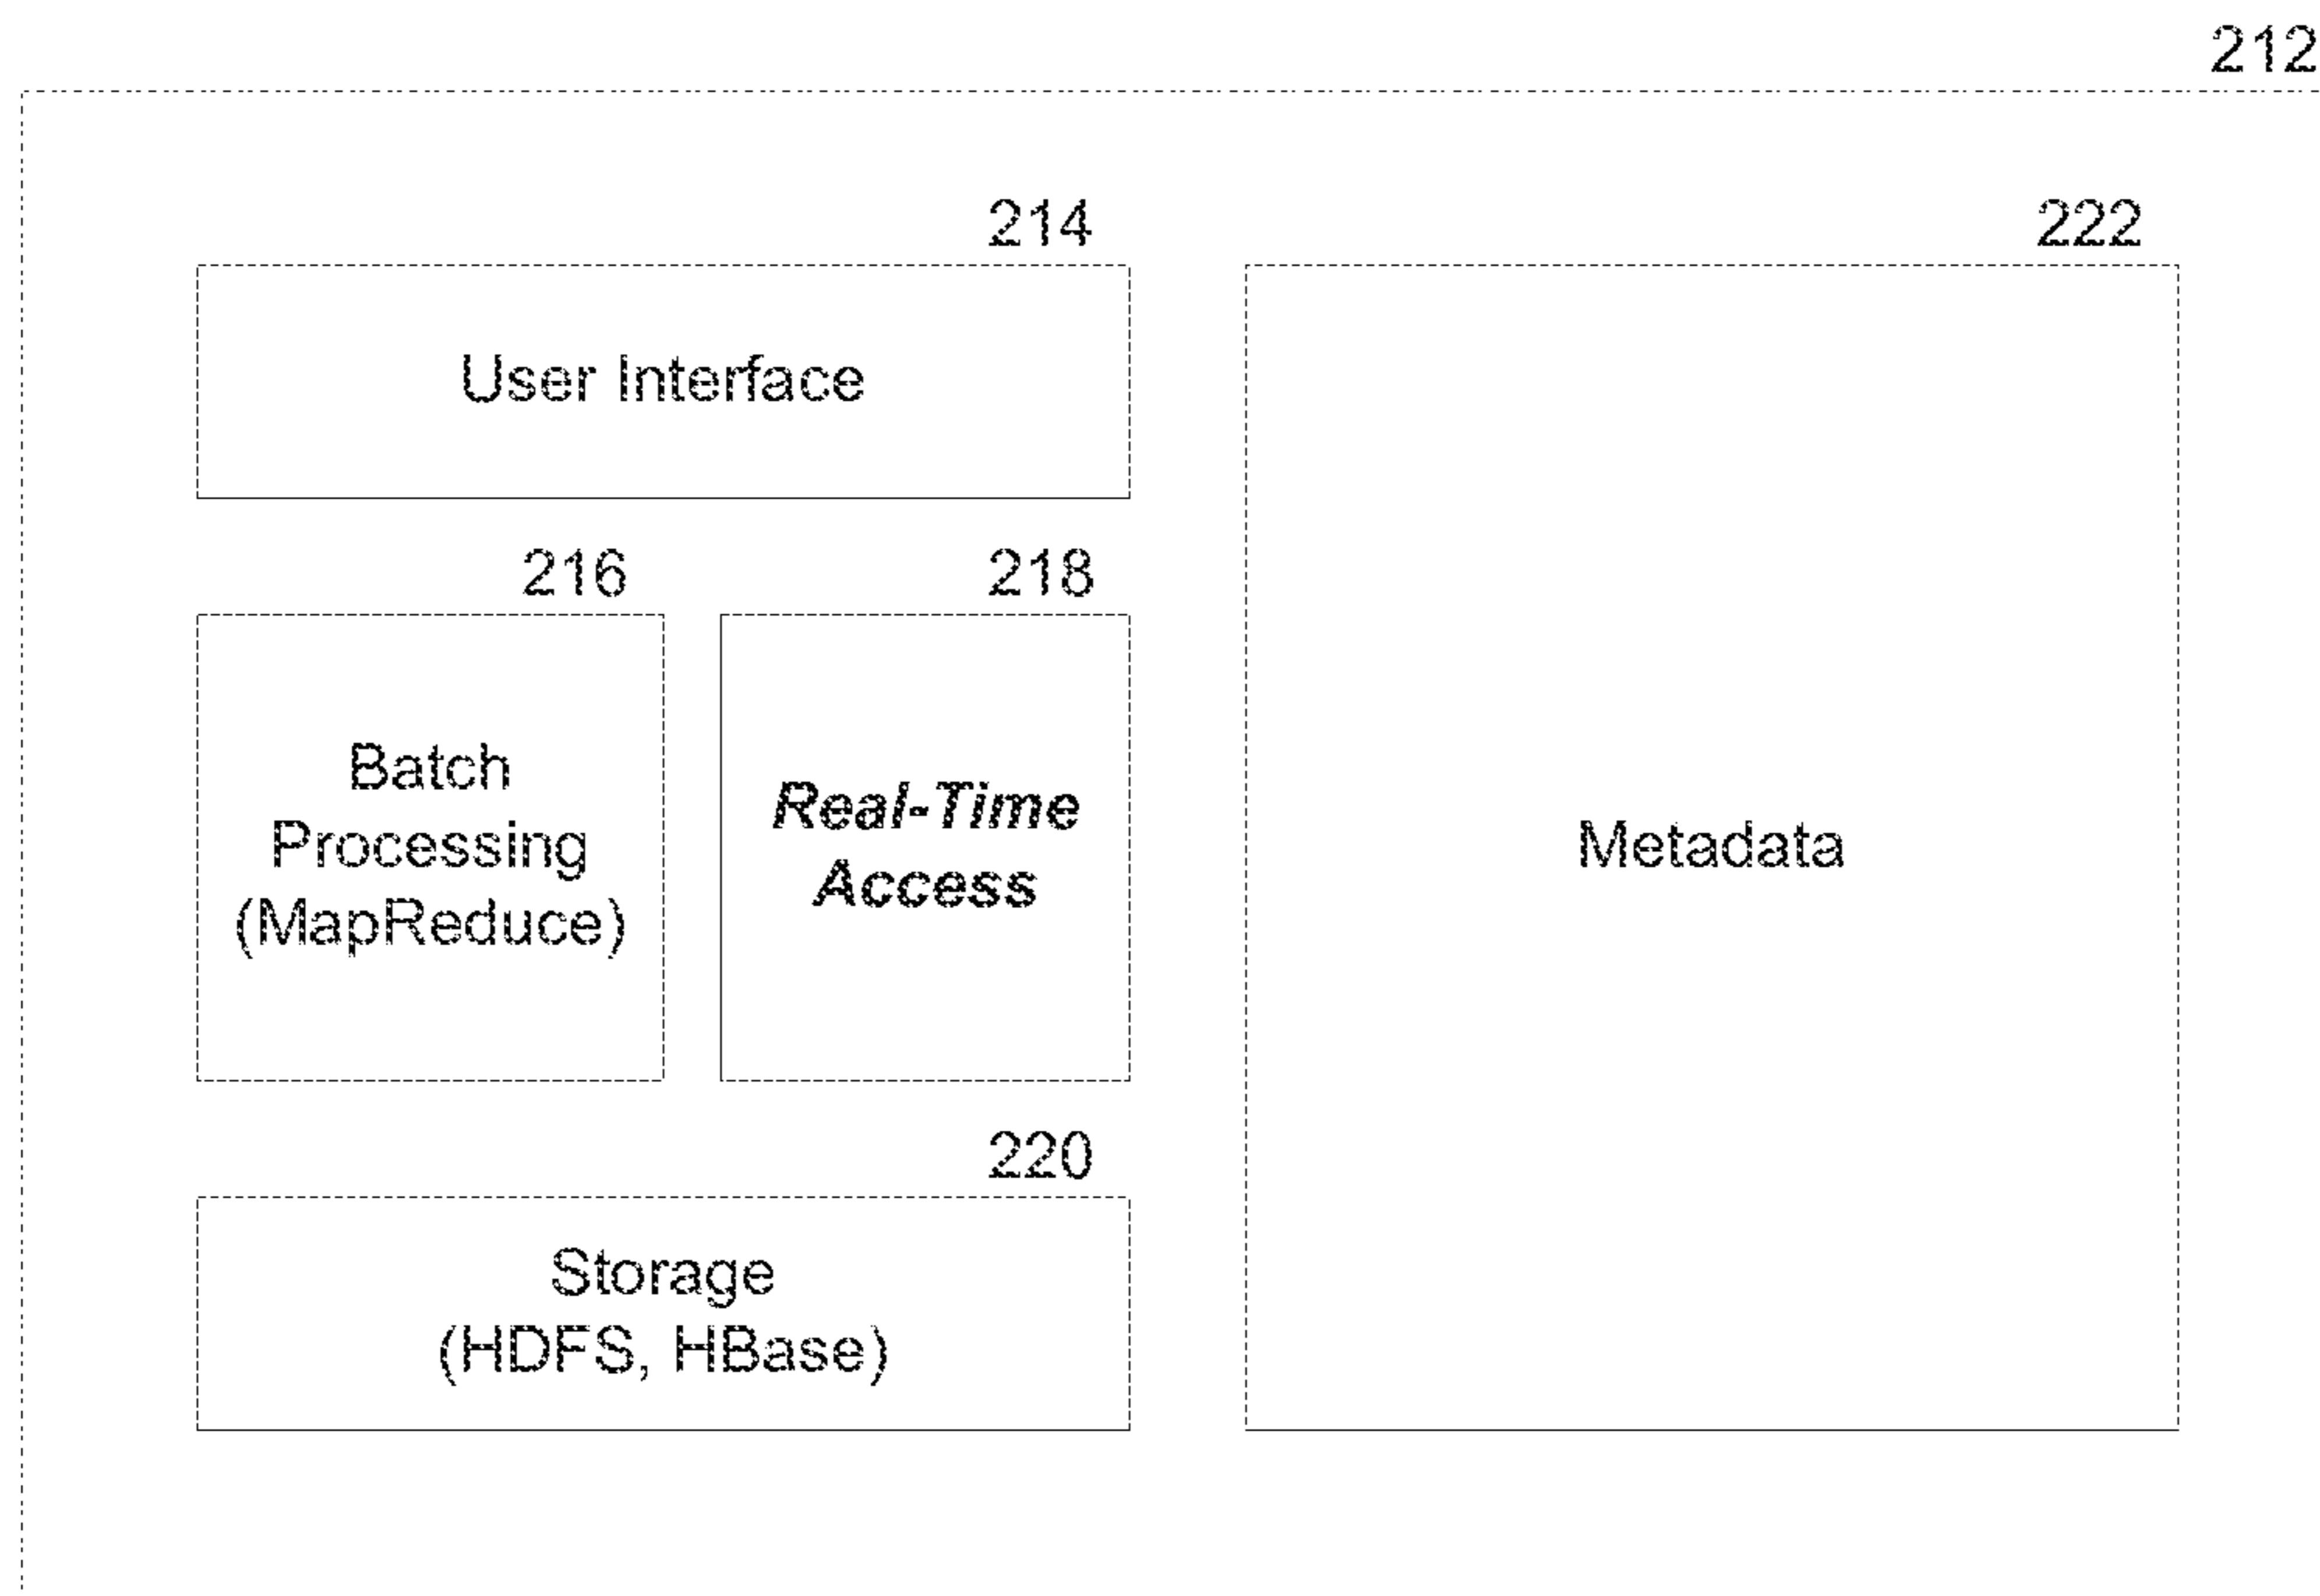 212
214
222
User Interface
216
218
Batch
Processing
(MapReduce)
Real-Time
Access
Metadata
220
Storage
(HDFS, HBase)